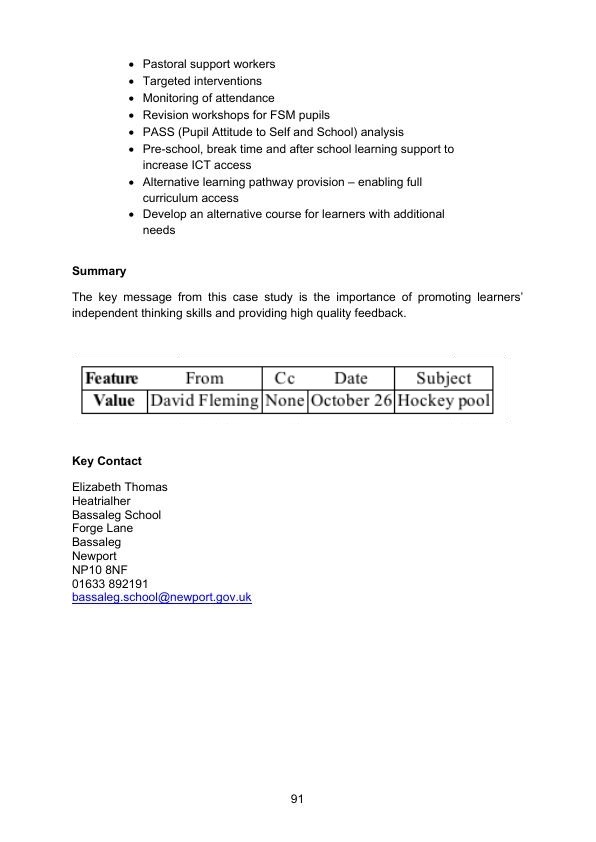 • Pastoral support workers
• Targeted interventions
• Monitoring of attendance
• Revision workshops for FSM pupils
• PASS (Pupil Attitude to Self and School) analysis
• Pre-school, break time and after school learning support to
increase ICT access
• Alternative learning pathway provision – enabling full
curriculum access
• Develop an alternative course for learners with additional
needs
Summary
The key message from this case study is the importance of promoting learners’
independent thinking skills and providing high quality feedback.
Feature From Cc Date Subject
Value David Fleming None October 26 Hockey pool
Key Contact
Elizabeth Thomas
Heatrialher
Bassaleg School
Forge Lane
Bassaleg
Newport
NP10 8NF
01633 892191
bassaleg.school@newport.gov.uk
91